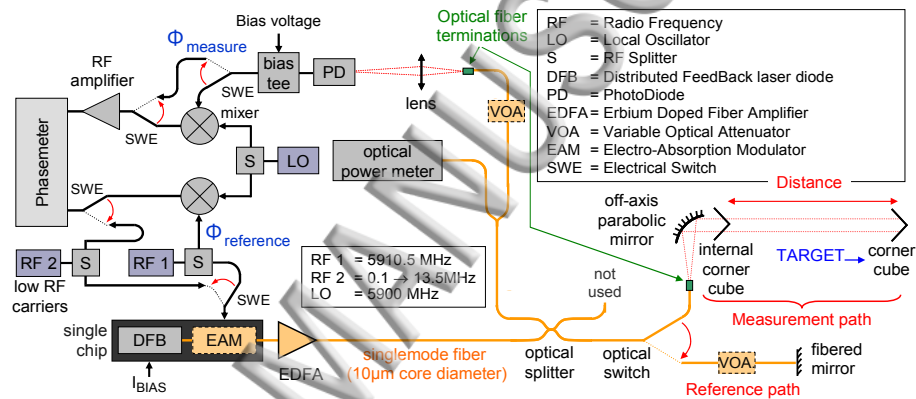 Bias voltage
Optical fiber
terminations
RF = Radio Frequency
LO = Local Oscillator
S = RF Splitter
DFB = Distributed FeedBack laser diode
PD = PhotoDiode
EDFA = Erbium Doped Fiber Amplifier
VOA = Variable Optical Attenuator
EAM = Electro-Absorption Modulator
SWE = Electrical Switch
Φmeasure
RF
amplifier
bias
tee
PD
SWE
lens
VOA
mixer
SWE
Phasemeter
S
LO
optical
power meter
SWE
Distance
off-axis
parabolic
mirror
internal
corner
cube
TARGET
corner
cube
Φreference
RF 2
S
RF 1
S
low RF
carriers
SWE
RF 1 = 5910.5 MHz
RF 2 = 0.1 → 13.5MHz
LO = 5900 MHz
not
used
Measurement path
single
chip
DFB
EAM
EDFA
IBIAS
singlemode fiber
(10µm core diameter)
optical
splitter
optical
switch
VOA
fibered
mirror
Reference path
MANUSC